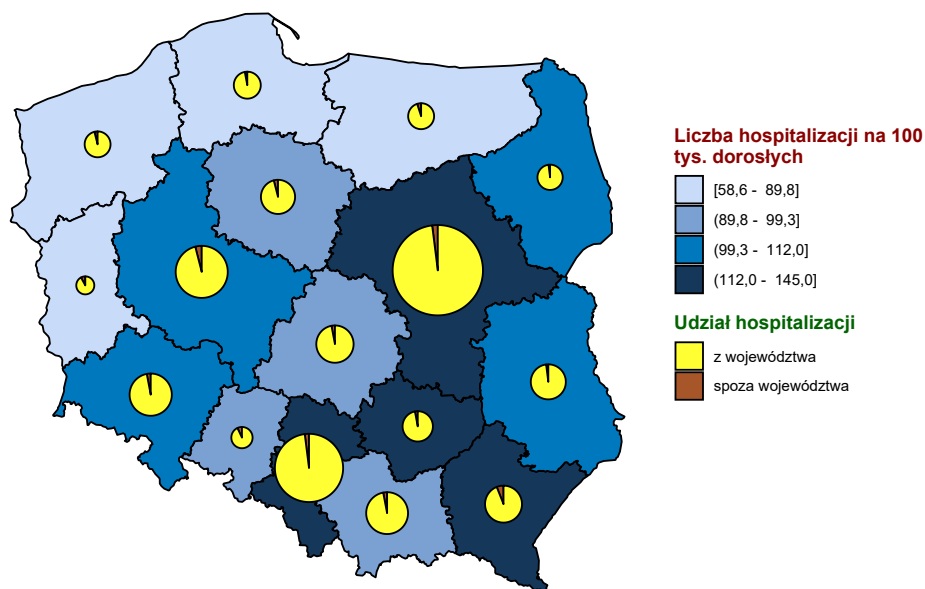 Liczba hospitalizacji na 100
tys. dorosłych
[58,6 - 89,8]
(89,8 - 99,3]
(99,3 - 112,0]
(112,0 - 145,0]
Udział hospitalizacji
z województwa
spoza województwa